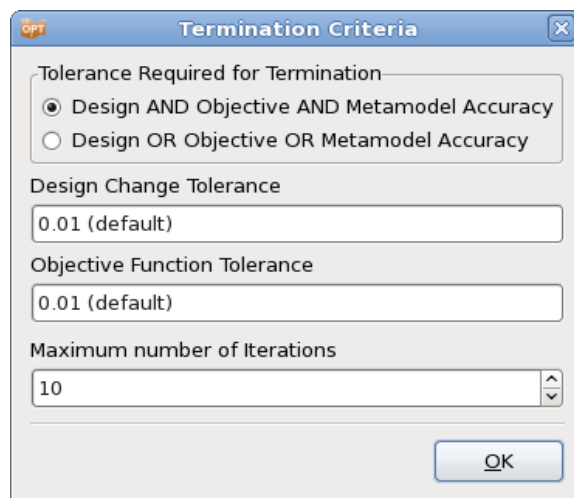 OPT
Termination Criteria
Tolerance Required for Termination
Design AND Objective AND Metamodel Accuracy
Design OR Objective OR Metamodel Accuracy
Design Change Tolerance
0.01 (default)
Objective Function Tolerance
0.01 (default)
Maximum number of Iterations
10
OK